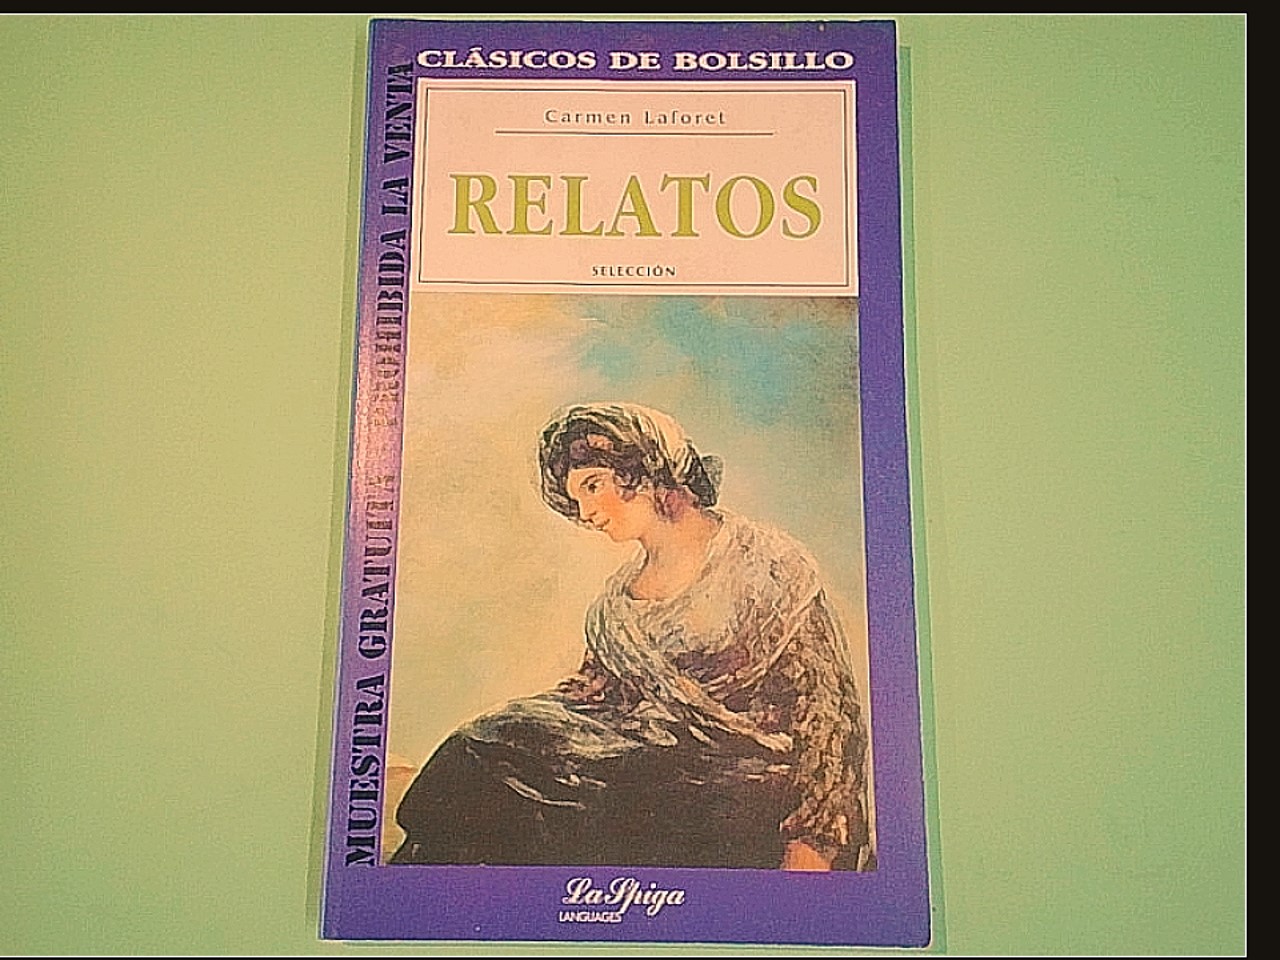 CLÁSICOS DE BOLSILLO
Carmen Laforet
RELATOS
SELECCIÓN
MUESTRA GRATUITA PROHIBIDA LA VENTA
La Spiga
LANGUAGES